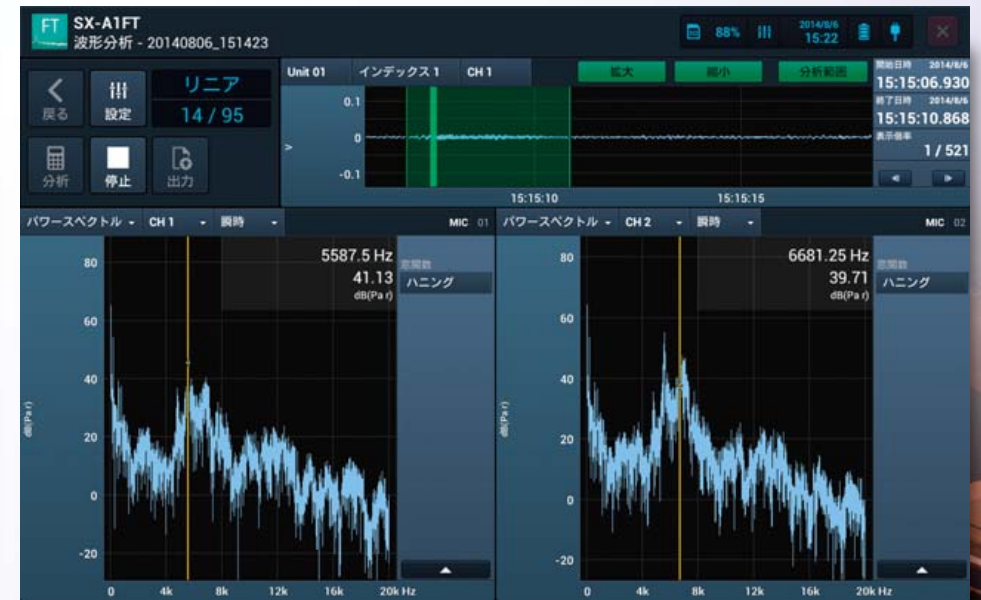 FT
SX-A1FT
波形分析 - 20140806_151423
88%
2014/8/6
15:22
戻る
設定
リニア
14 / 95
分析
停止
出力
Unit 01
インデックス 1
CH 1
拡大
縮小
分析範囲
0.1
0
-0.1
>
15:15:10
15:15:15
開始日時 2014/8/6
15:15:06.930
終了日時 2014/8/6
15:15:10.868
表示倍率
1 / 521
パワースペクトル
CH 1
瞬時
MIC 01
5587.5 Hz
41.13
dB(Pa r)
窓関数
ハニング
80
60
40
20
0
-20
dB(Pa r)
0
4k
8k
12k
16k
20k Hz
パワースペクトル
CH 2
瞬時
MIC 02
6681.25 Hz
39.71
dB(Pa r)
窓関数
ハニング
80
60
40
20
0
-20
dB(Pa r)
0
4k
8k
12k
16k
20k Hz